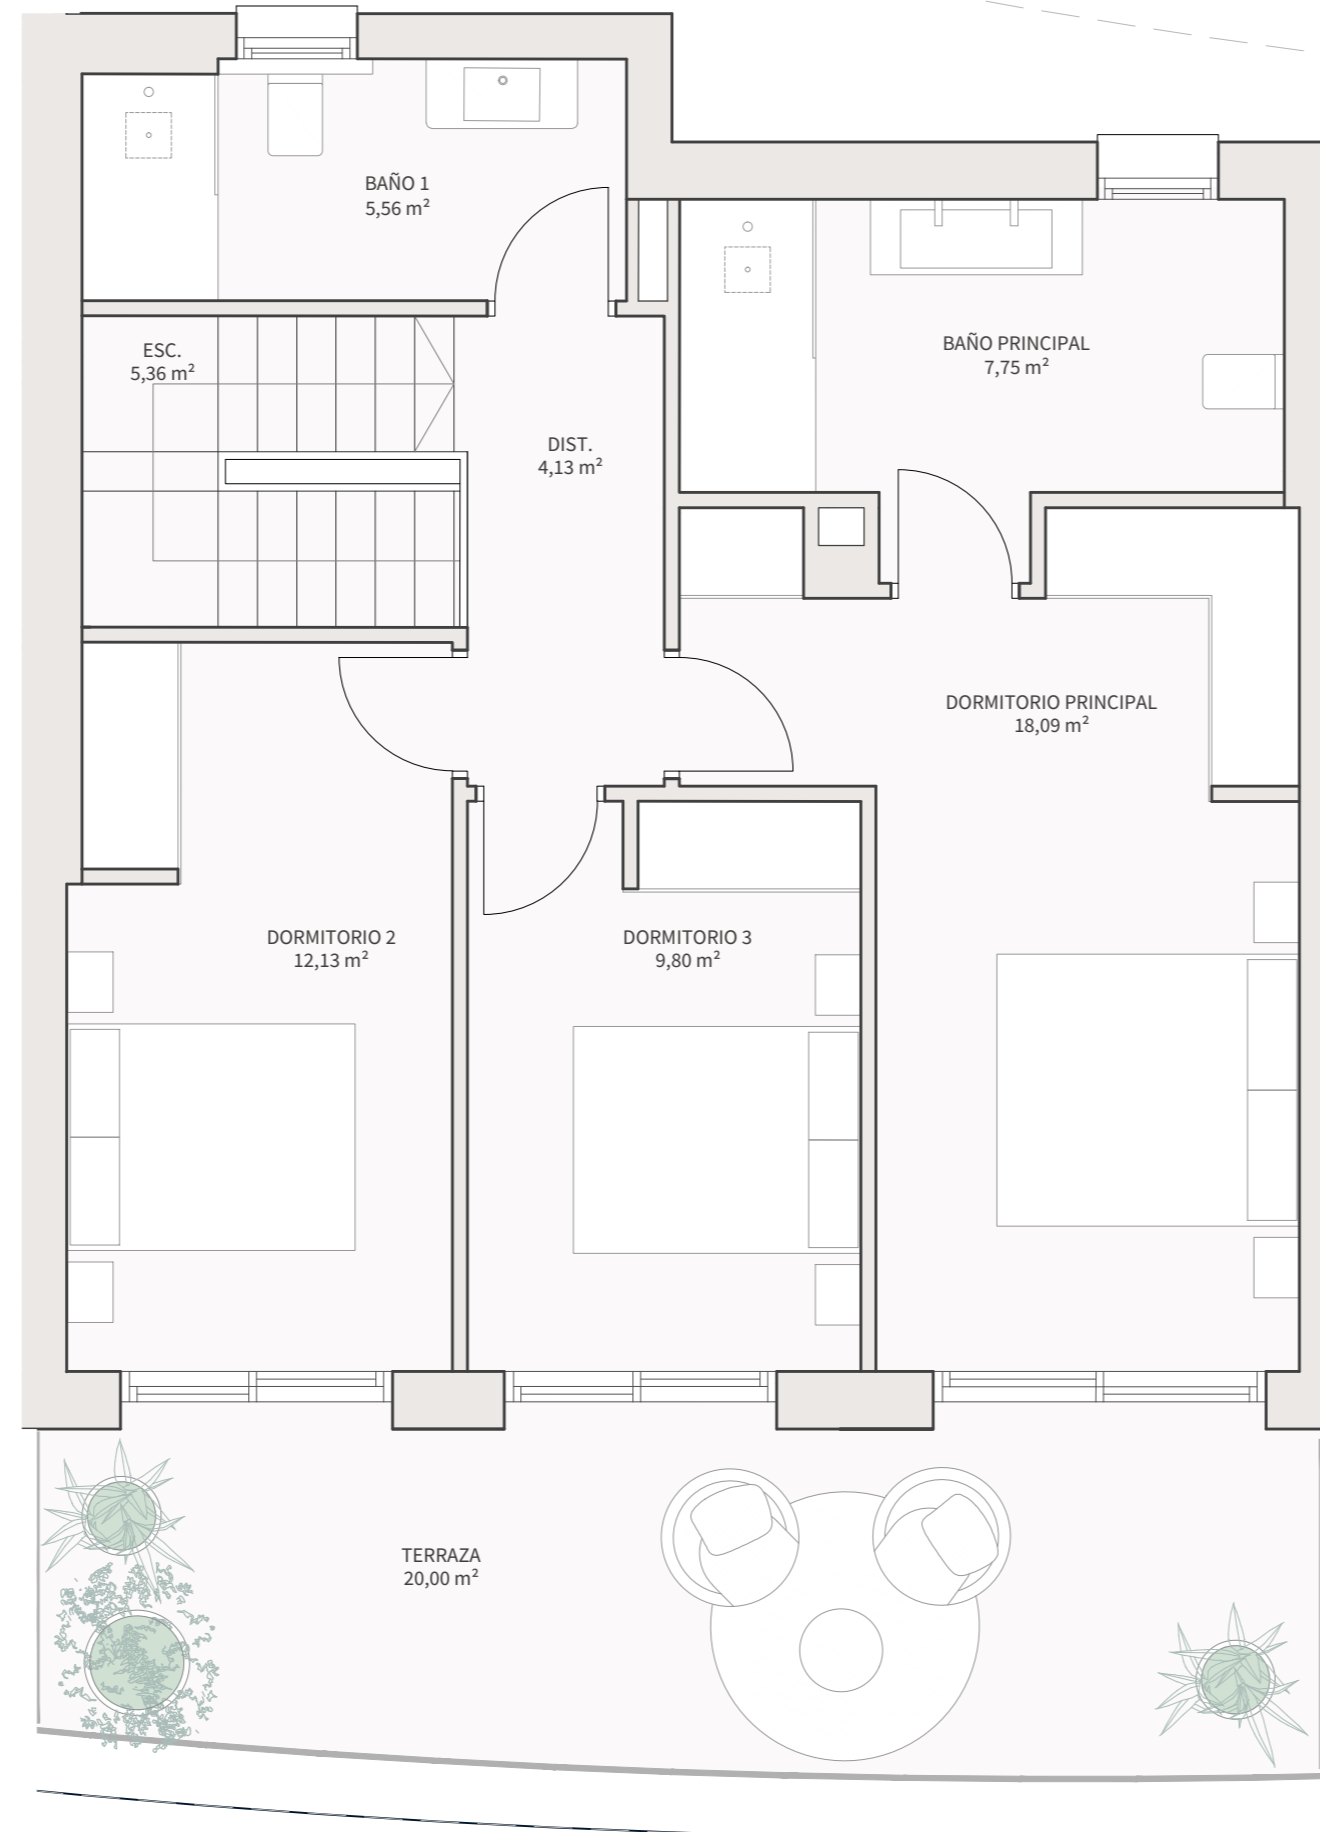 BAÑO 1
5,56 m²
ESC.
5,36 m²
BAÑO PRINCIPAL
7,75 m²
DIST.
4,13 m²
DORMITORIO PRINCIPAL
18,09 m²
DORMITORIO 2
12,13 m²
DORMITORIO 3
9,80 m²
TERRAZA
20,00 m²